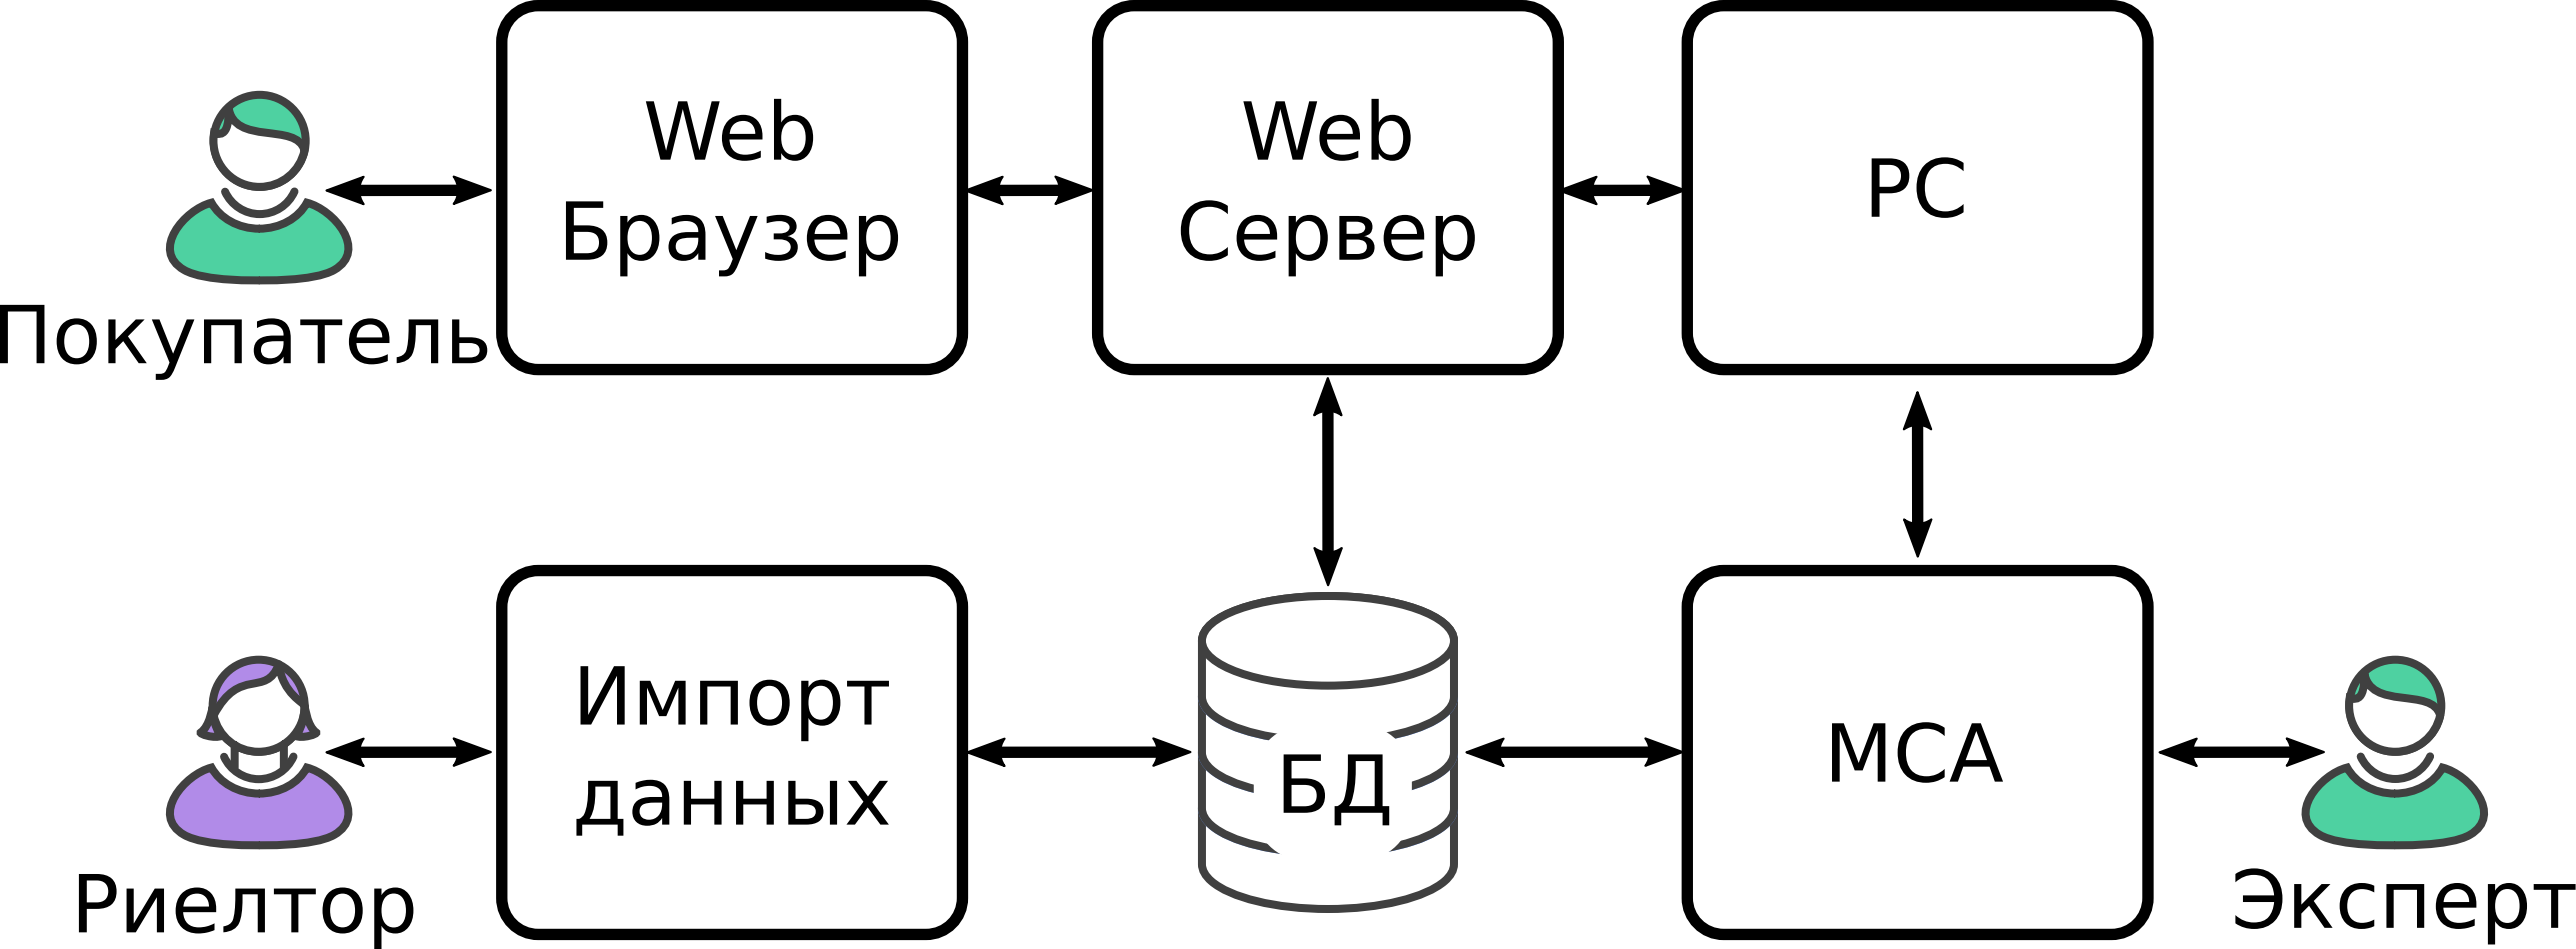 Web
Браузер
Web
Сервер
РС
Покупатель
Импорт
данных
БД
МСА
Риелтор
Эксперт